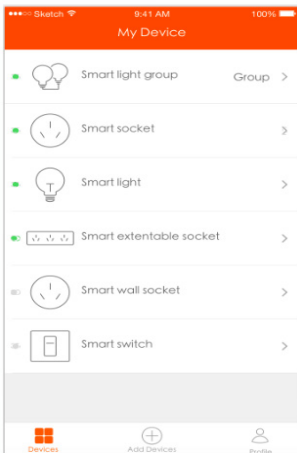 Sketch 9:41 AM 100%
My Device
Smart light group Group >
Smart socket >
Smart light >
Smart extentable socket >
Smart wall socket >
Smart switch >
Devices Add Devices Profile